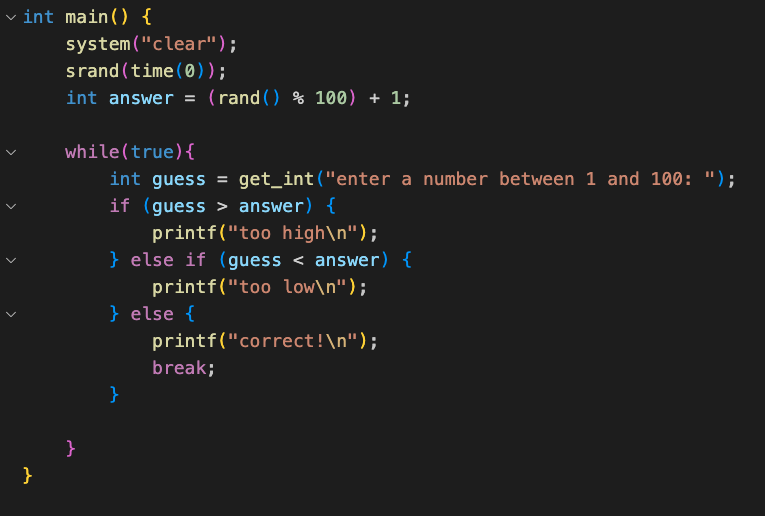 int main() {
    system("clear");
    srand(time(0));
    int answer = (rand() % 100) + 1;

    while(true){
        int guess = get_int("enter a number between 1 and 100: ");
        if (guess > answer) {
            printf("too high\n");
        } else if (guess < answer) {
            printf("too low\n");
        } else {
            printf("correct!\n");
            break;
        }

    }
}